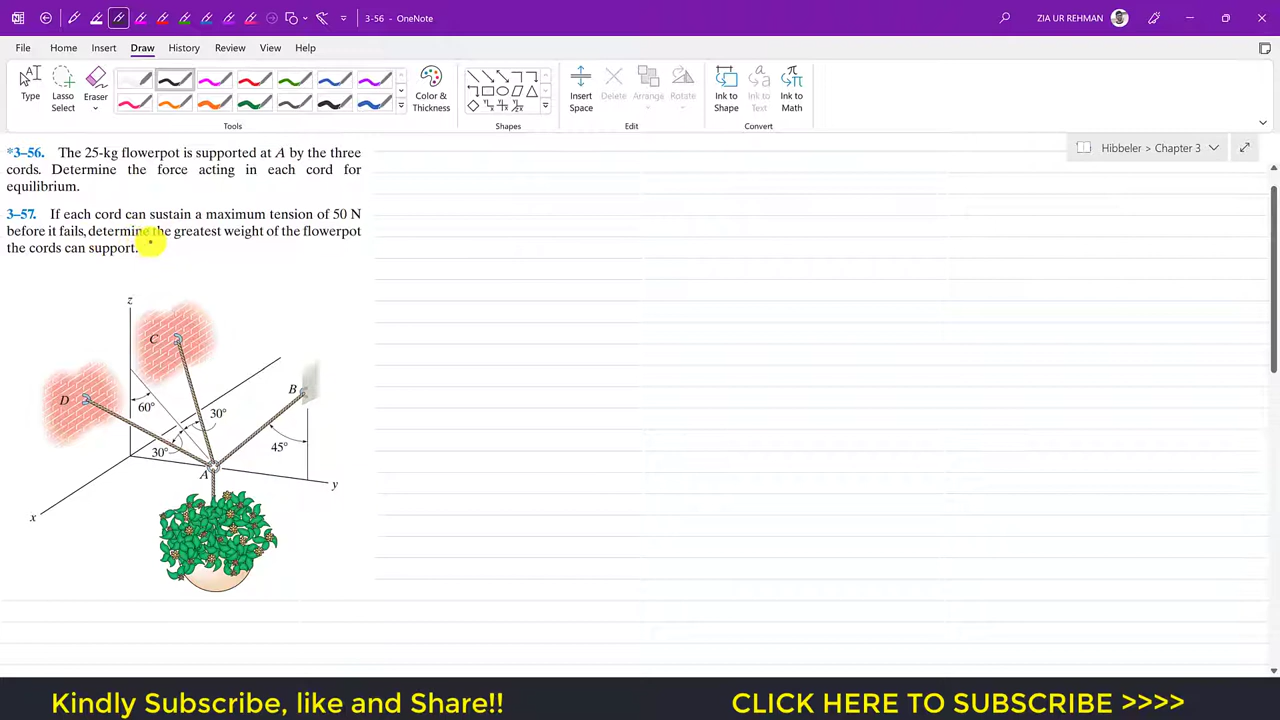 3-56 - OneNote
ZIA UR REHMAN
File Home Insert Draw History Review View Help
Type
Lasso Select
Eraser
Color & Thickness
Insert Space
Delete
Arrange
Rotate
Ink to Shape
Ink to Text
Ink to Math
Tools
Shapes
Edit
Convert
Hibbeler > Chapter 3
*3–56. The 25-kg flowerpot is supported at A by the three
cords. Determine the force acting in each cord for
equilibrium.
3–57. If each cord can sustain a maximum tension of 50 N
before it fails, determine the greatest weight of the flowerpot
the cords can support.
z
C
D
B
60°
30°
45°
30°
A
y
x
Kindly Subscribe, like and Share!!
CLICK HERE TO SUBSCRIBE >>>>